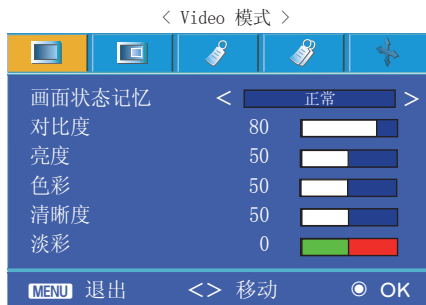 < Video 模式 >
画面状态记忆 < 正常 >
对比度 80
亮度 50
色彩 50
清晰度 50
淡彩 0
MENU 退出 <> 移动 ◉ OK